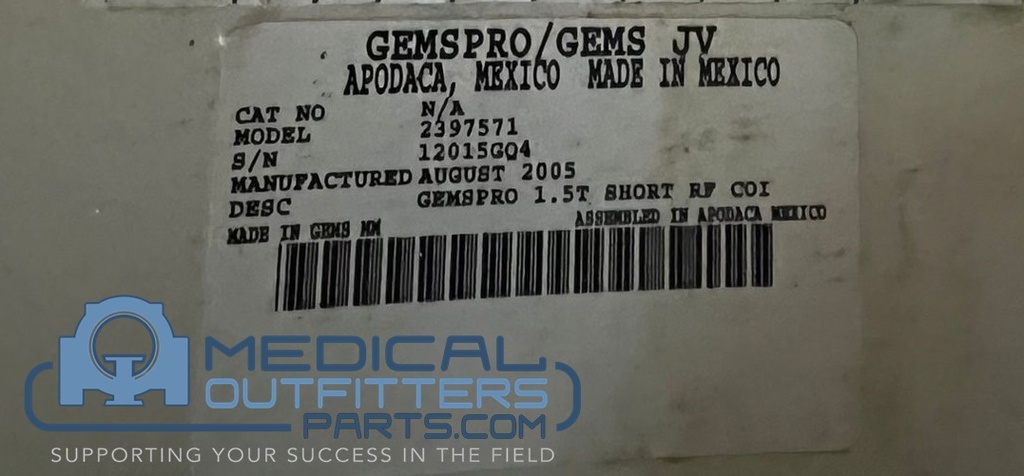 GEMSPRO/GEMS JV
APODACA, MEXICO MADE IN MEXICO
CAT NO N/A
MODEL 2397571
S/N 12015GQ4
MANUFACTURED AUGUST 2005
DESC GEMSPRO 1.5T SHORT RF COI
MADE IN GEMS MM ASSEMBLED IN APODACA MEXICO
MEDICAL
OUTFITTERS
PARTS.COM
SUPPORTING YOUR SUCCESS IN THE FIELD